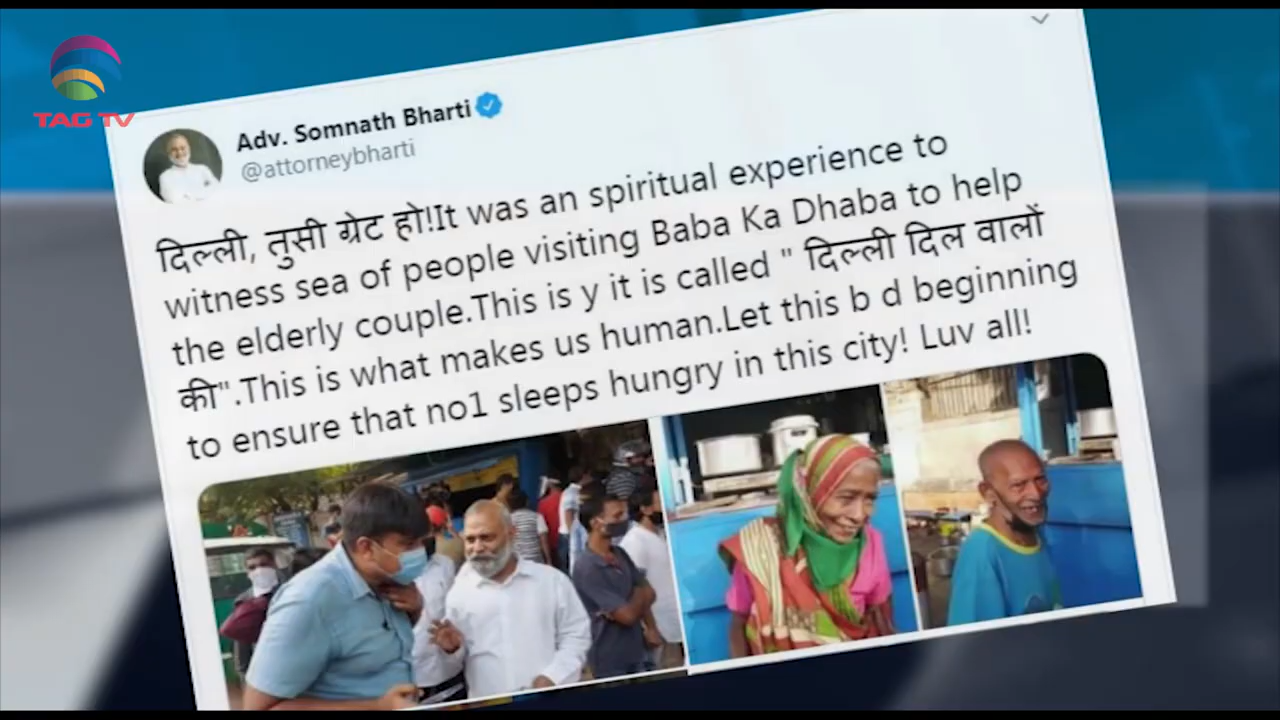 TAG TV
Adv. Somnath Bharti
@attorneybharti
दिल्ली, तुसी ग्रेट हो!It was an spiritual experience to
witness sea of people visiting Baba Ka Dhaba to help
the elderly couple.This is y it is called " दिल्ली दिल वालों
की".This is what makes us human.Let this b d beginning
to ensure that no1 sleeps hungry in this city! Luv all!